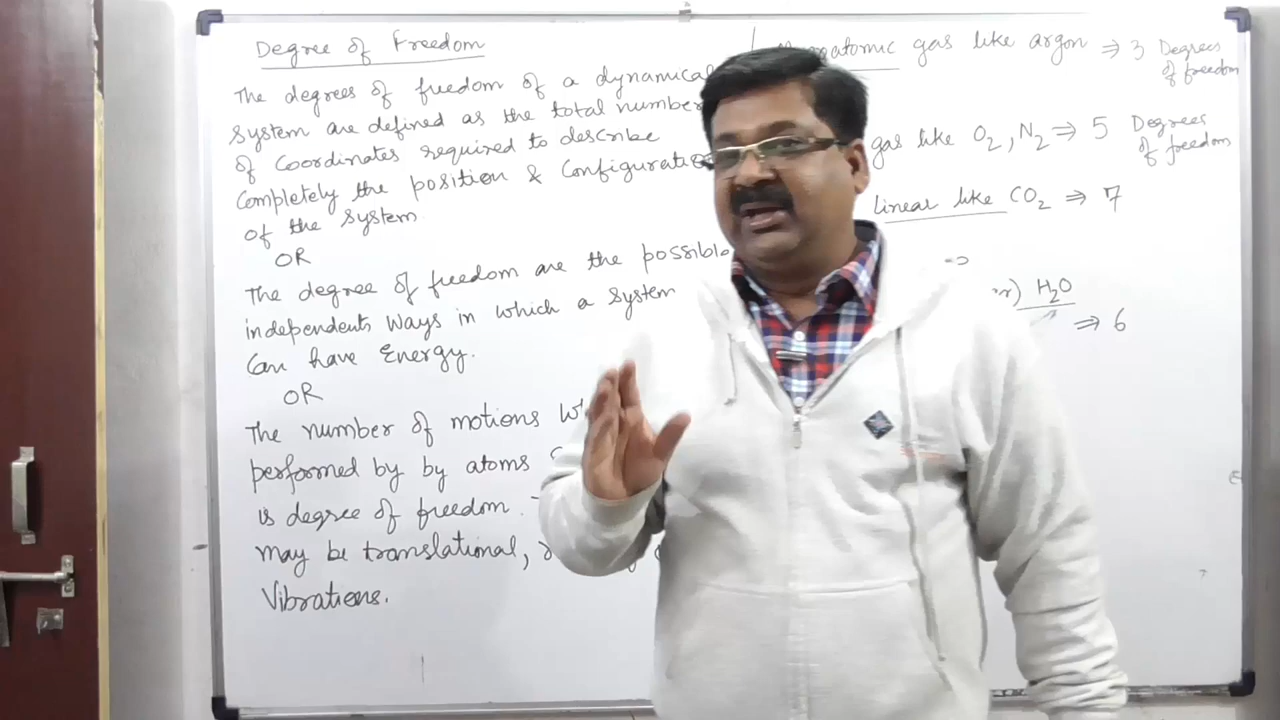 Degree of Freedom
The degrees of freedom of a dynamical
System are defined as the total number
of Coordinates required to describe
Completely the position & Configuration
of the System
OR
The degree of freedom are the possible
independents Ways in which a System
Can have Energy.
OR
The number of motions
performed by by atoms
is degree of freedom.
may be translational,
Vibrations.
gas like argon ⇒ 3 Degrees
of freedom
gas like O₂, N₂ ⇒ 5 Degrees
of freedom
linear like CO₂ ⇒ 7
H₂O
⇒ 6